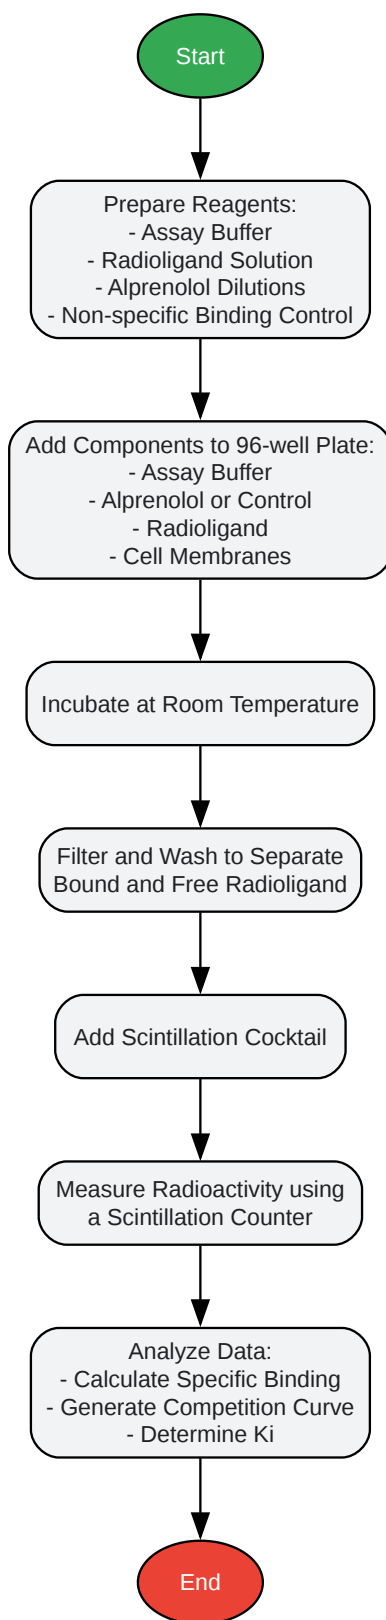 Start
Prepare Reagents:
- Assay Buffer
- Radioligand Solution
- Alprenolol Dilutions
- Non-specific Binding Control
Add Components to 96-well Plate:
- Assay Buffer
- Alprenolol or Control
- Radioligand
- Cell Membranes
Incubate at Room Temperature
Filter and Wash to Separate
Bound and Free Radioligand
Add Scintillation Cocktail
Measure Radioactivity using
a Scintillation Counter
Analyze Data:
- Calculate Specific Binding
- Generate Competition Curve
- Determine Ki
End